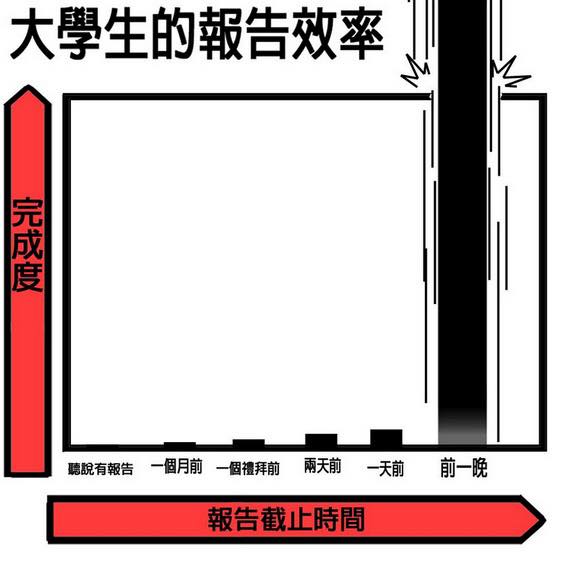 大學生的報告效率
完成度
聽說有報告
一個月前
一個禮拜前
兩天前
一天前
前一晚
報告截止時間